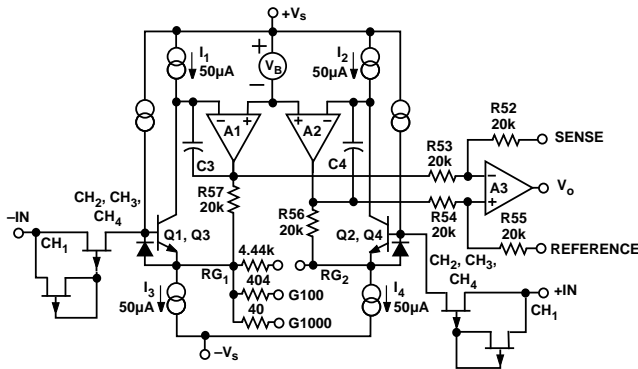 +VS
I1
50µA
+
VB
−
I2
50µA
− +
A1
+ −
A2
C3
C4
R52
20k
SENSE
R53
20k
−
A3
+
Vo
R57
20k
R56
20k
R54
20k
R55
20k
REFERENCE
−IN
CH1
CH2, CH3,
CH4
Q1, Q3
Q2, Q4
4.44k
RG1
RG2
404
G100
40
G1000
I3
50µA
I4
50µA
CH2, CH3,
CH4
+IN
CH1
−VS